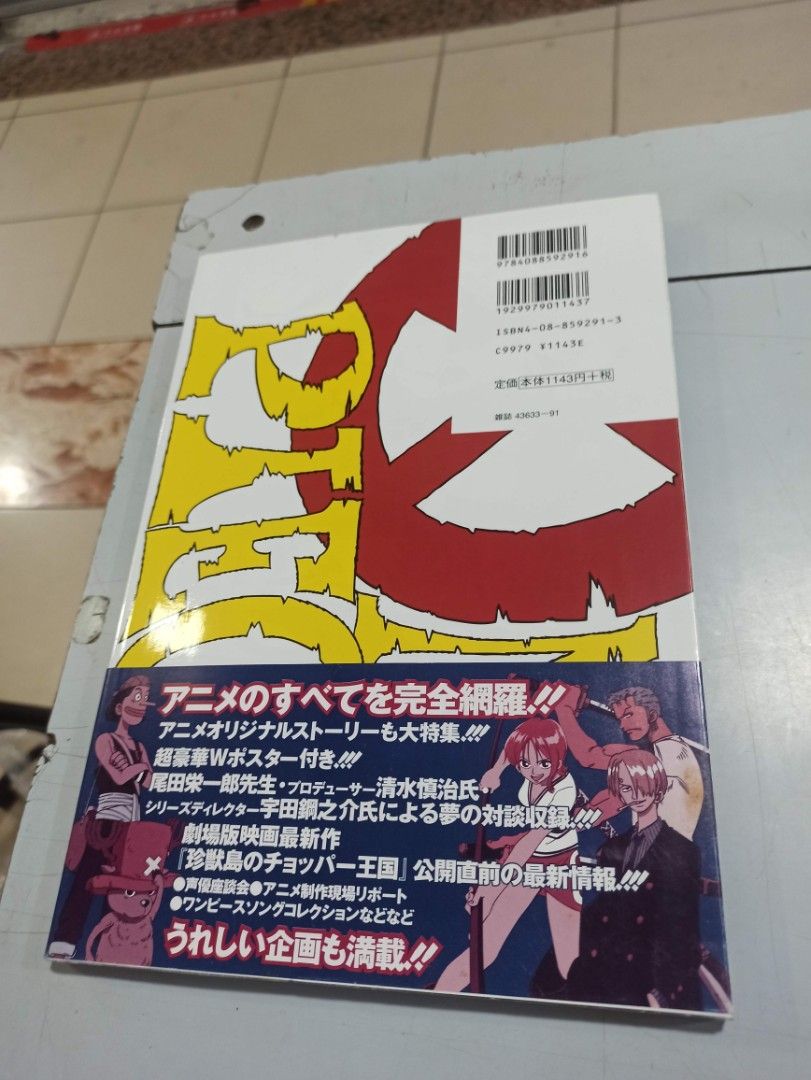 9784088592916
1929979011437
ISBN4-08-859291-3
C9979 ¥1143E
定価 本体1143円+税
雑誌 43633-91
アニメのすべてを完全網羅!!
アニメオリジナルストーリーも大特集!!!
超豪華Wポスター付き!!!
尾田栄一郎先生・プロデューサー清水慎治氏・
シリーズディレクター宇田鋼之介氏による夢の対談収録!!!
劇場版映画最新作
『珍獣島のチョッパー王国』公開直前の最新情報!!!
●声優座談会●アニメ制作現場リポート
●ワンピースソングコレクションなどなど
うれしい企画も満載!!